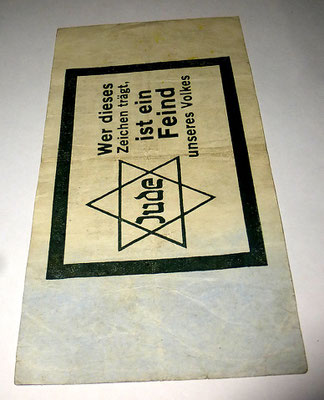 Wer dieses
Zeichen trägt,
ist ein
Feind
unseres Volkes
Jude